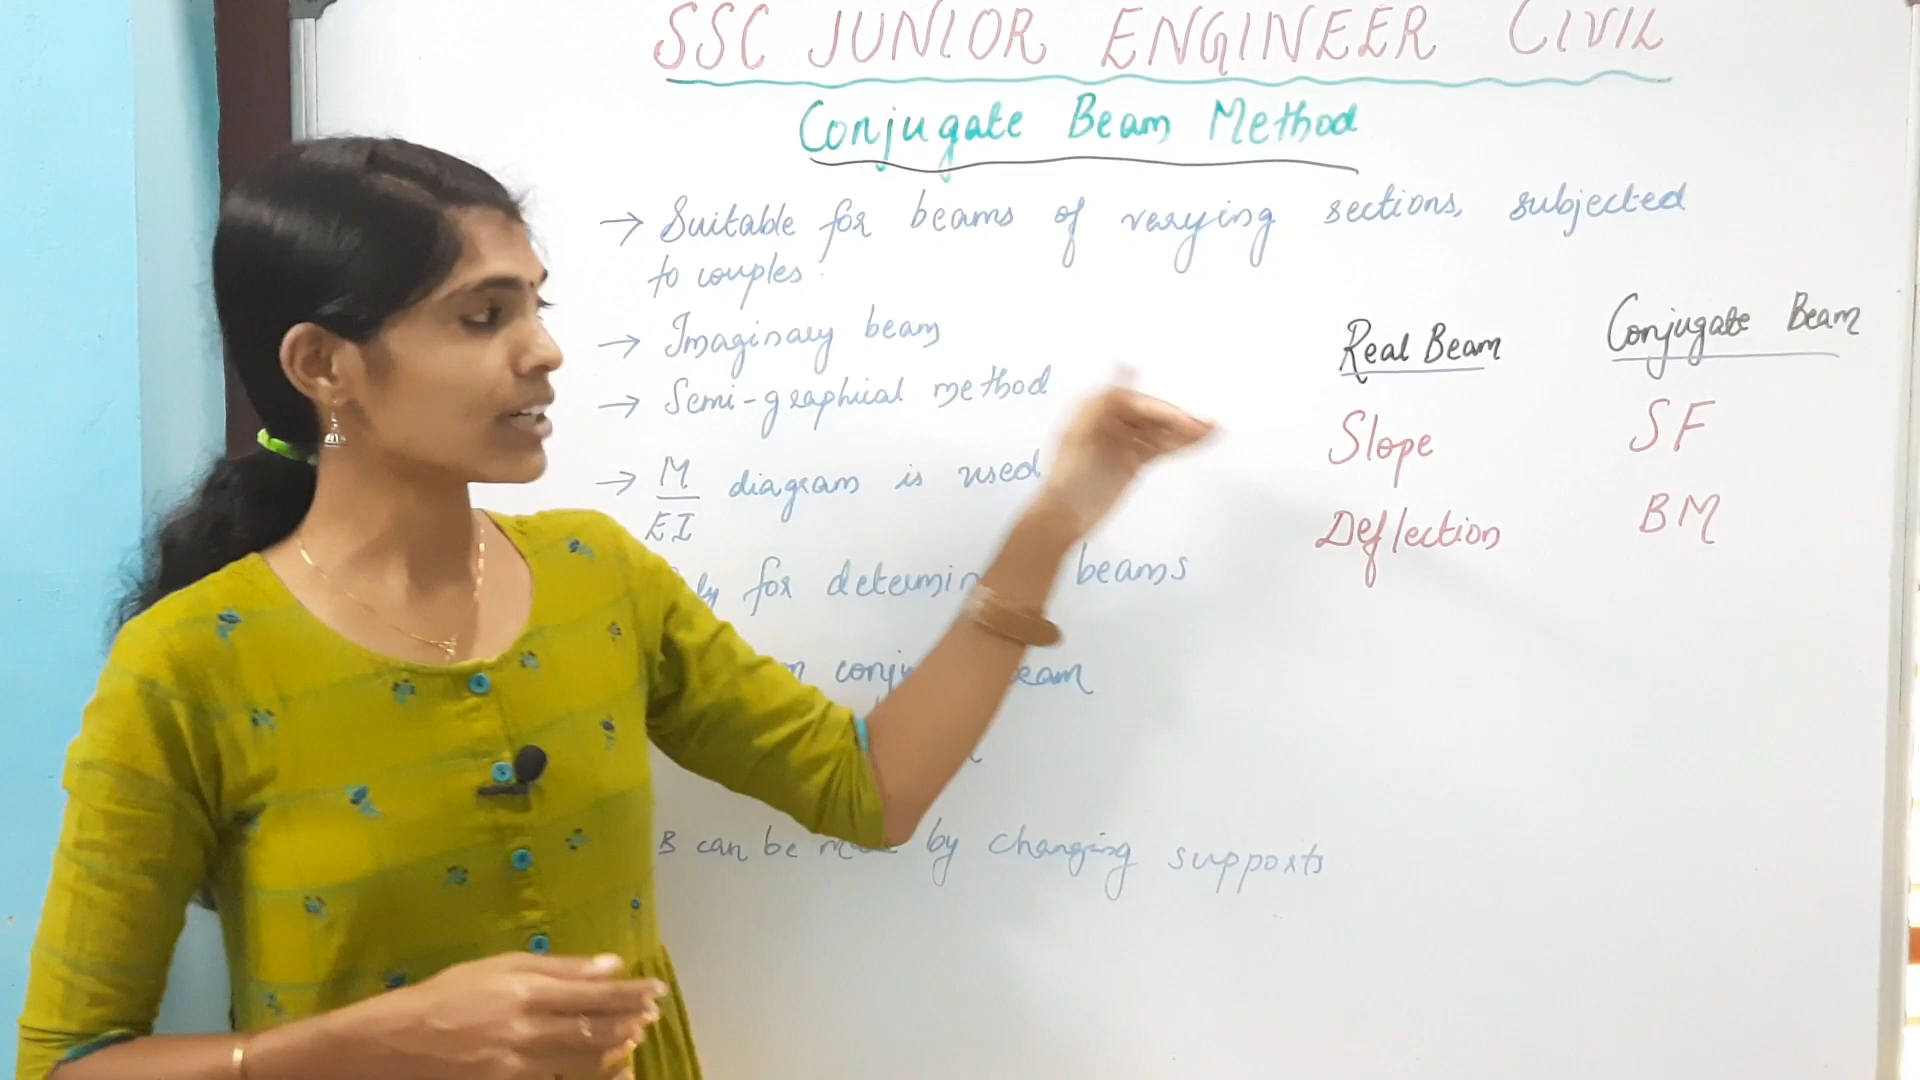 SSC JUNIOR ENGINEER CIVIL
Conjugate Beam Method
→ Suitable for beams of varying sections, subjected
to couples.
→ Imaginary beam
→ Semi-graphical method
→ M/EI diagram is used
for beams
beam
B can be by changing supports
Real Beam Conjugate Beam
Slope SF
Deflection BM